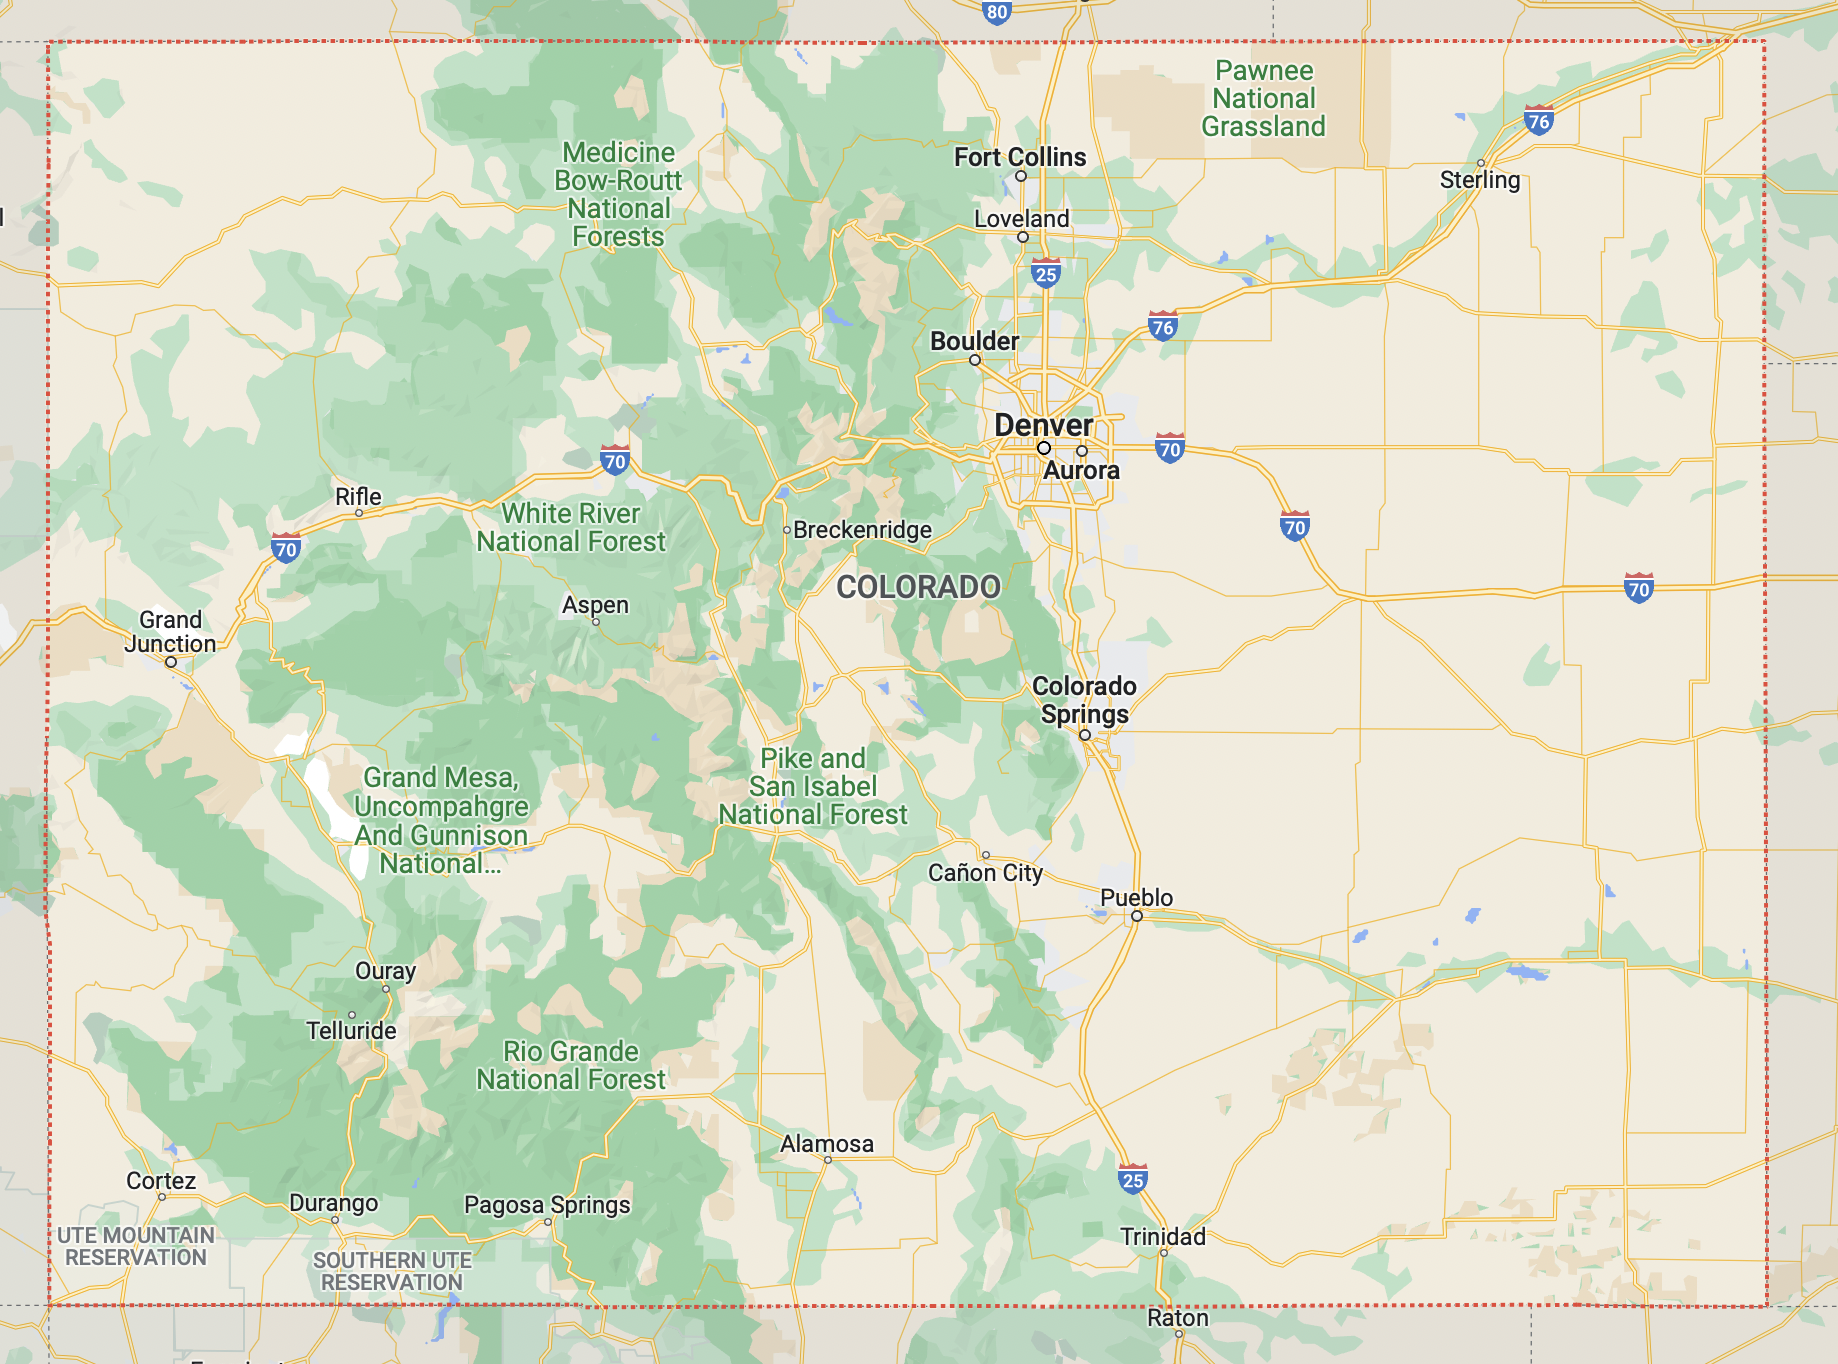 80
Pawnee
National
Grassland
76
Medicine
Bow-Routt
National
Forests
Fort Collins
Sterling
Loveland
25
76
Boulder
Denver
70
Aurora
70
Rifle
White River
National Forest
Breckenridge
70
70
COLORADO
70
Aspen
Grand
Junction
Colorado
Springs
Pike and
San Isabel
National Forest
Grand Mesa,
Uncompahgre
And Gunnison
National...
Cañon City
Pueblo
Ouray
Telluride
Rio Grande
National Forest
Alamosa
Cortez
25
Durango
Pagosa Springs
UTE MOUNTAIN
RESERVATION
Trinidad
SOUTHERN UTE
RESERVATION
Raton